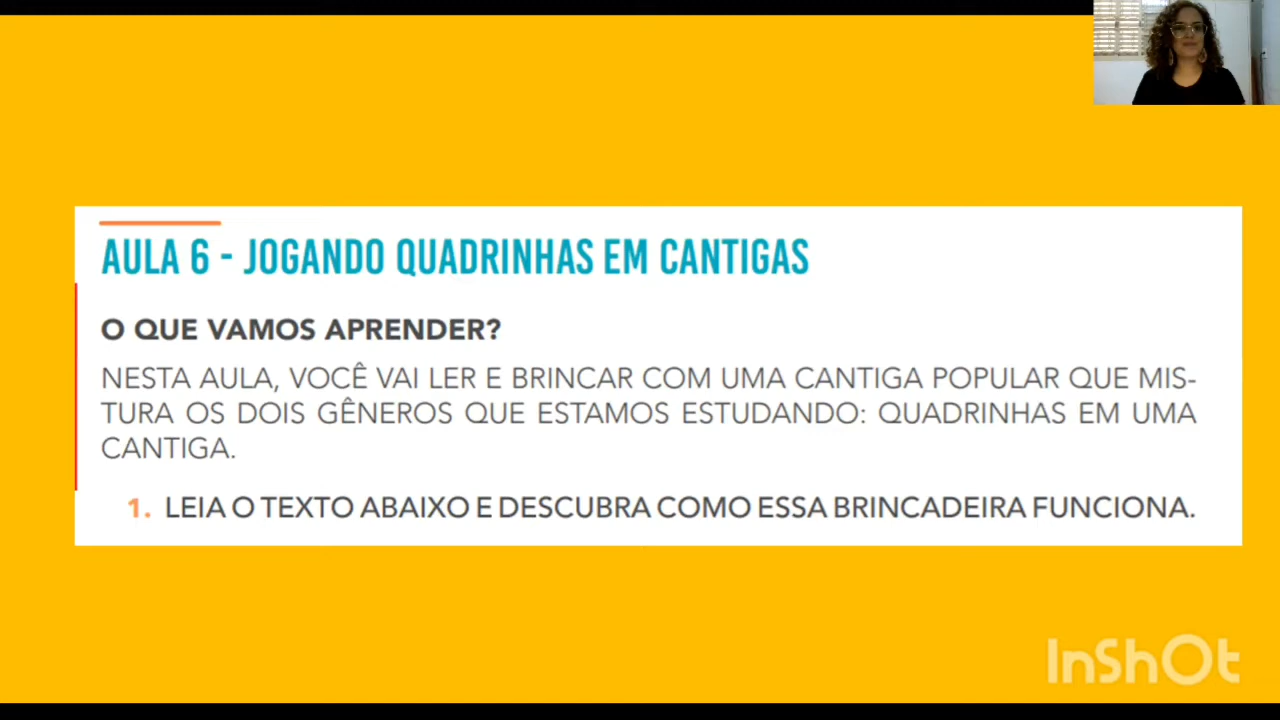 AULA 6 - JOGANDO QUADRINHAS EM CANTIGAS
O QUE VAMOS APRENDER?
NESTA AULA, VOCÊ VAI LER E BRINCAR COM UMA CANTIGA POPULAR QUE MIS-
TURA OS DOIS GÊNEROS QUE ESTAMOS ESTUDANDO: QUADRINHAS EM UMA
CANTIGA.
1. LEIA O TEXTO ABAIXO E DESCUBRA COMO ESSA BRINCADEIRA FUNCIONA.
InShOt